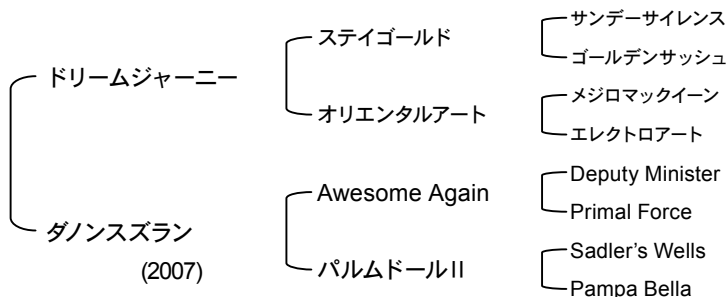 サンデーサイレンス
ステイゴールド
ゴールデンサッシュ
ドリームジャーニー
メジロマックイーン
オリエンタルアート
エレクトロアート
Deputy Minister
Awesome Again
Primal Force
ダノンスズラン
Sadler's Wells
(2007)
パルムドールII
Pampa Bella